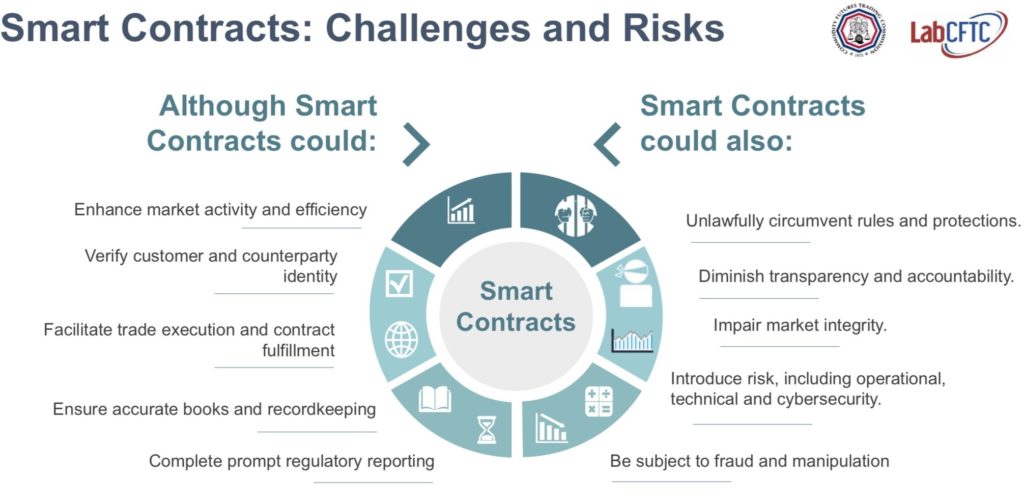 Smart Contracts: Challenges and Risks
COMMODITY FUTURES TRADING COMMISSION
LabCFTC
Although Smart
Contracts could:
Enhance market activity and efficiency
Verify customer and counterparty
identity
Facilitate trade execution and contract
fulfillment
Ensure accurate books and recordkeeping
Complete prompt regulatory reporting
Smart
Contracts
Smart Contracts
could also:
Unlawfully circumvent rules and protections.
Diminish transparency and accountability.
Impair market integrity.
Introduce risk, including operational,
technical and cybersecurity.
Be subject to fraud and manipulation